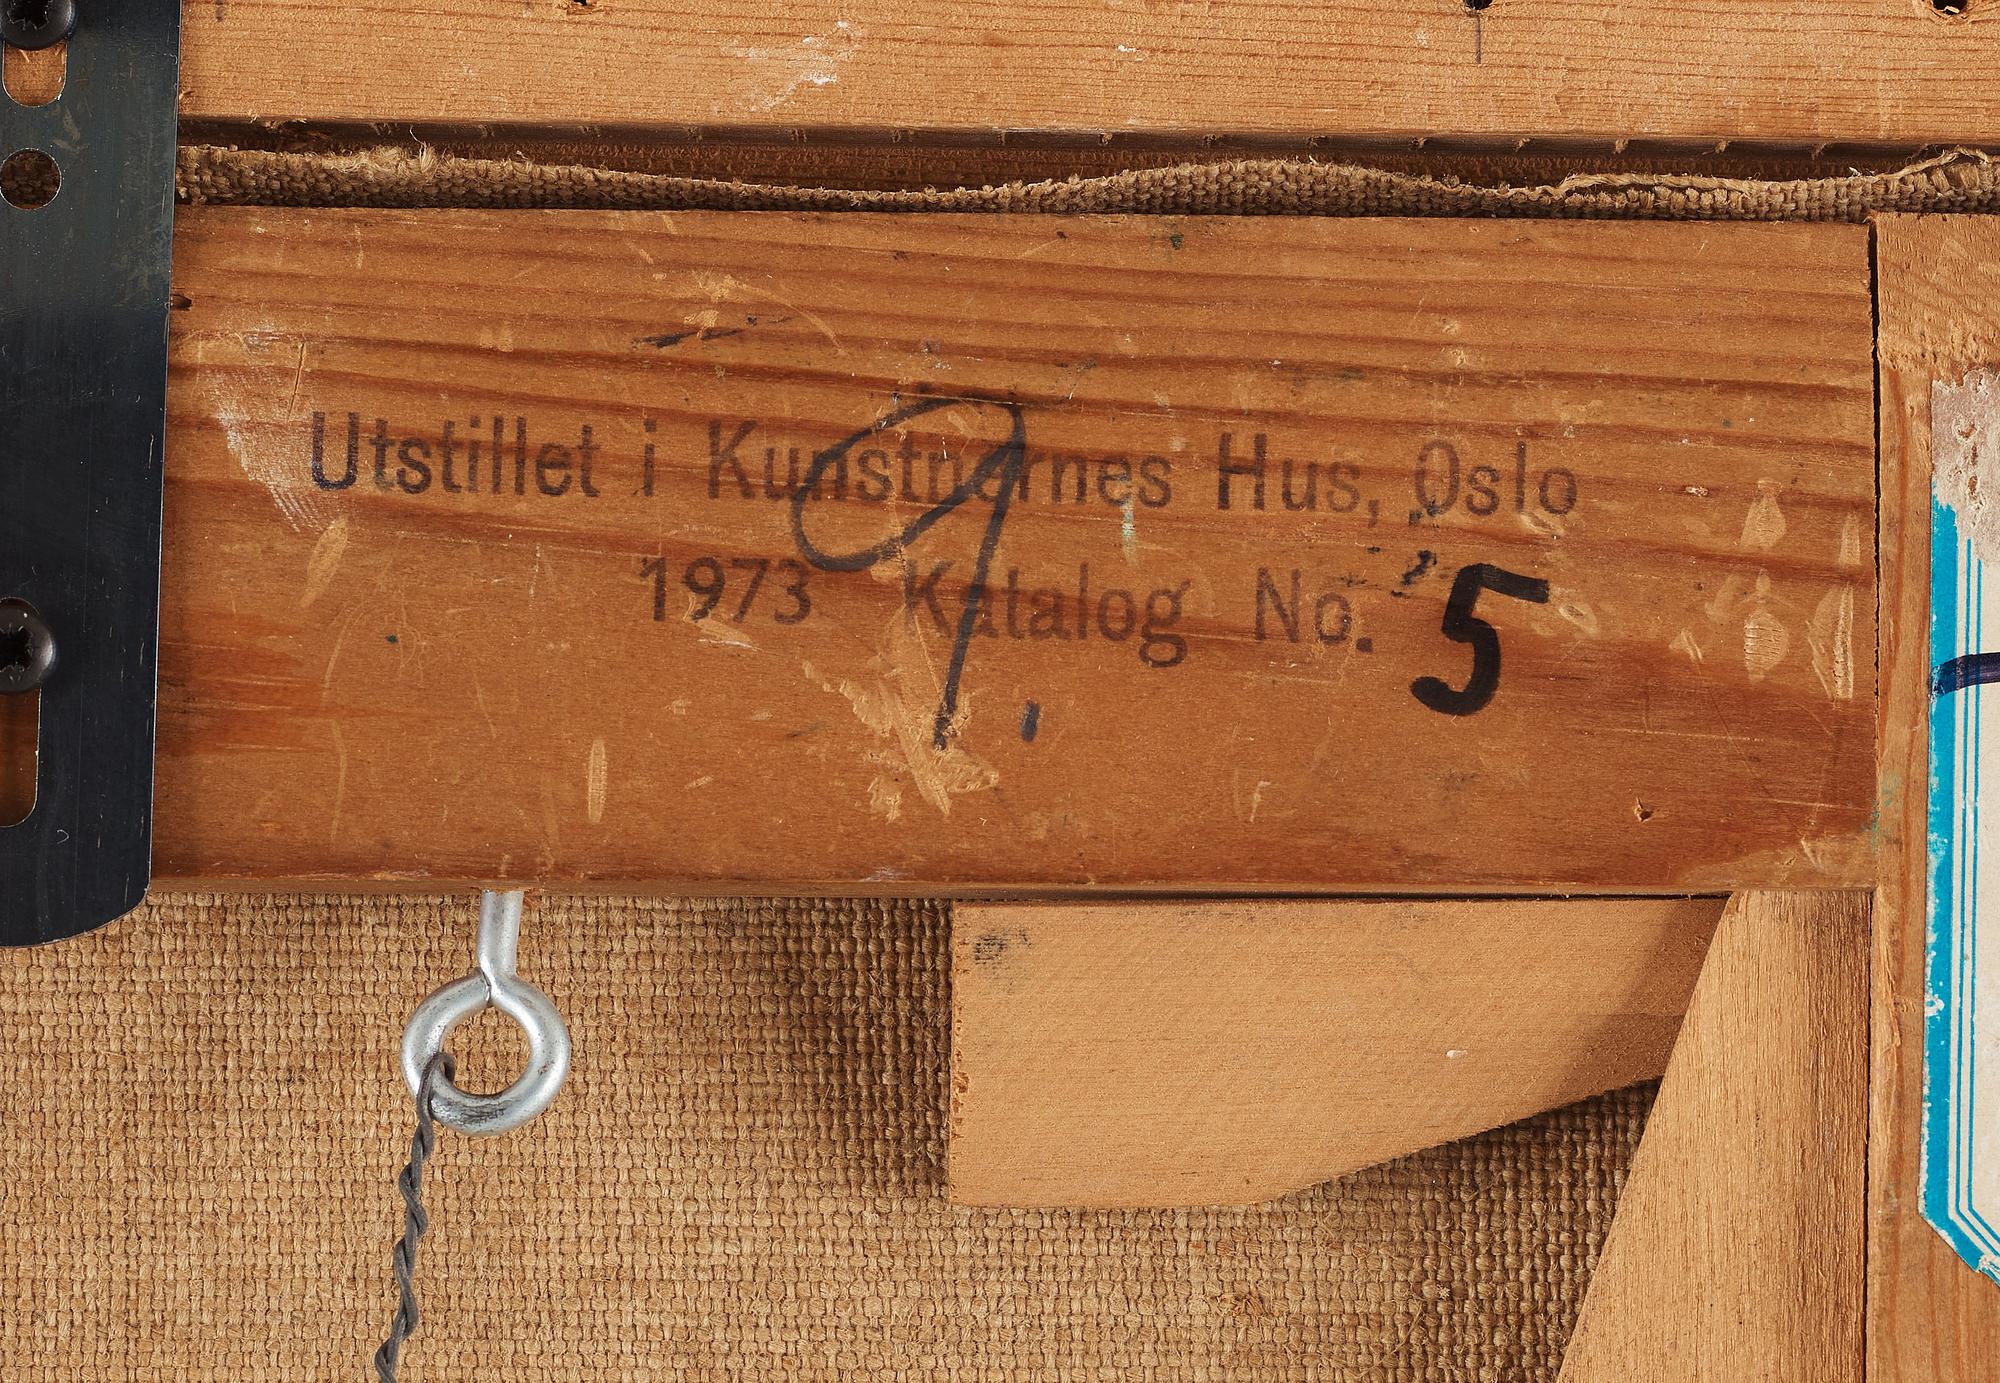 Utstillet i Kunstnernes Hus, Oslo
1973 Katalog No. 5
9.